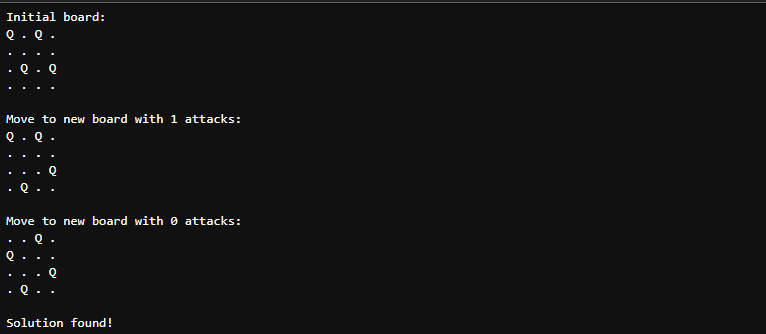 Initial board:
Q . Q .
. . . .
. Q . Q
. . . .
Move to new board with 1 attacks:
Q . Q .
. . . .
. . . Q
. Q . .
Move to new board with 0 attacks:
. . Q .
Q . . .
. . . Q
. Q . .
Solution found!